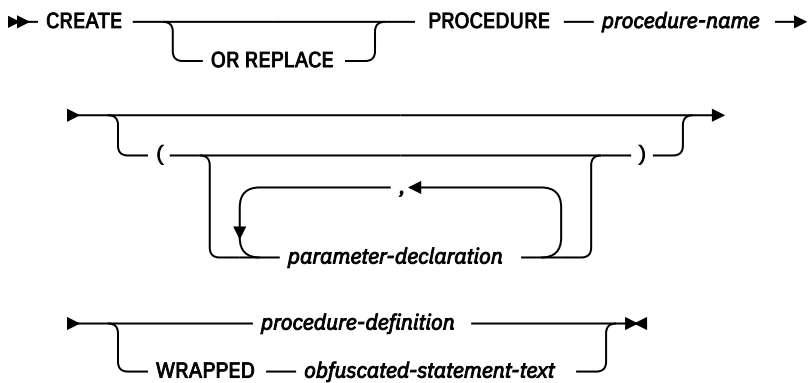 CREATE PROCEDURE procedure-name
OR REPLACE
( )
,
parameter-declaration
procedure-definition
WRAPPED obfuscated-statement-text